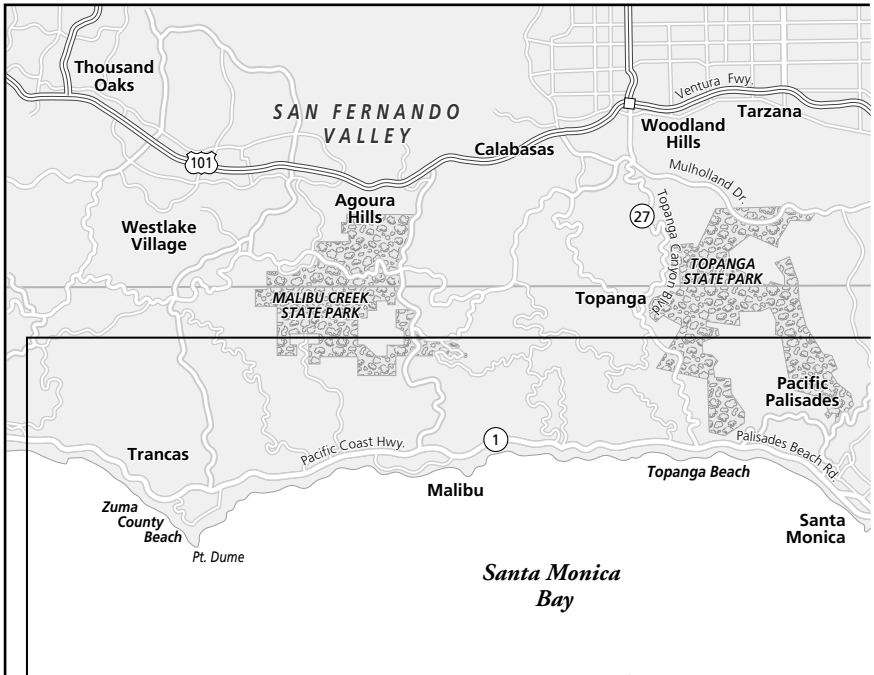 Thousand
Oaks
SAN FERNANDO
VALLEY
Ventura Fwy.
Tarzana
Woodland
Hills
Calabasas
101
Mulholland Dr.
Agoura
Hills
Westlake
Village
27
Topanga Canyon Blvd.
TOPANGA
STATE PARK
MALIBU CREEK
STATE PARK
Topanga
Pacific
Palisades
Pacific Coast Hwy.
1
Palisades Beach Rd.
Trancas
Topanga Beach
Malibu
Zuma
County
Beach
Santa
Monica
Pt. Dume
Santa Monica
Bay